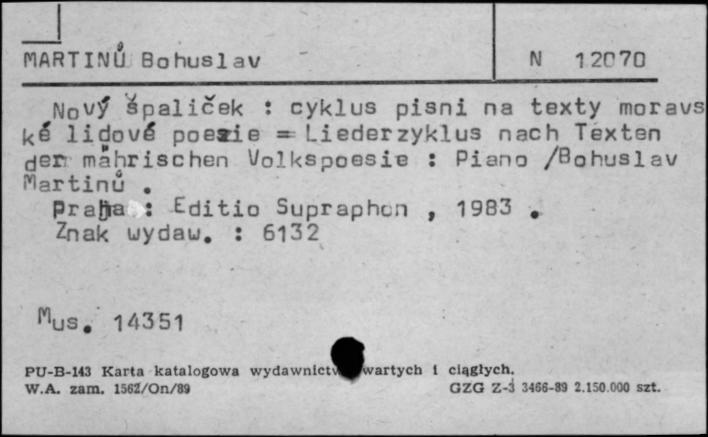 MARTINŮ Bohuslav N 12070
Nový špaliček : cyklus pisni na texty moravs
ké lidové poezie = Liederzyklus nach Texten
der mährischen Volkspoesie : Piano /Bohuslav
Martinů .
Praha : Editio Supraphon , 1983 .
Znak wydaw. : 6132
Mus. 14351
PU-B-143 Karta katalogowa wydawnictw wartych i ciągłych.
W.A. zam. 1562/On/89 GZG Z-3 3466-89 2.150.000 szt.